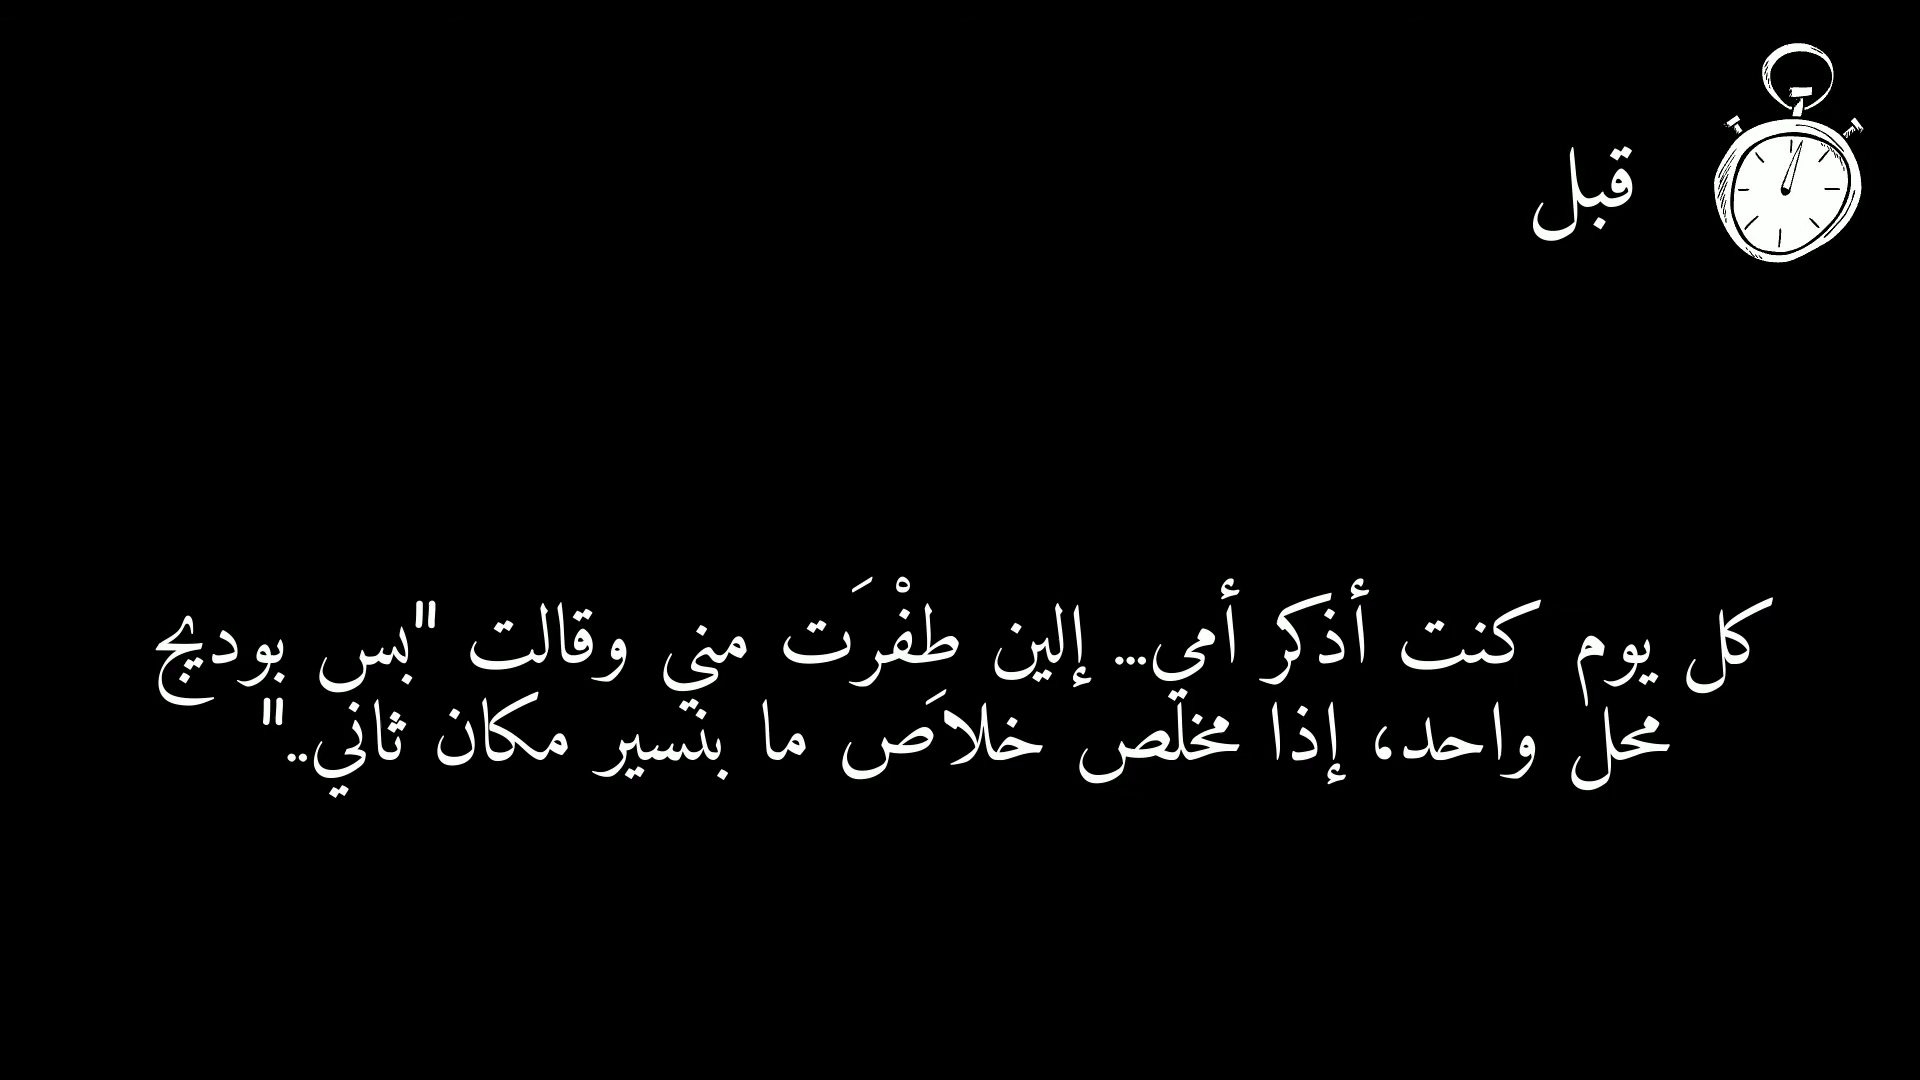 قبل
كل يوم كنت أذكر أمي... إلين طفْرَت مني وقالت "بس بوديج
محل واحد، إذا مخلص خلاَص ما بنسير مكان ثاني.."